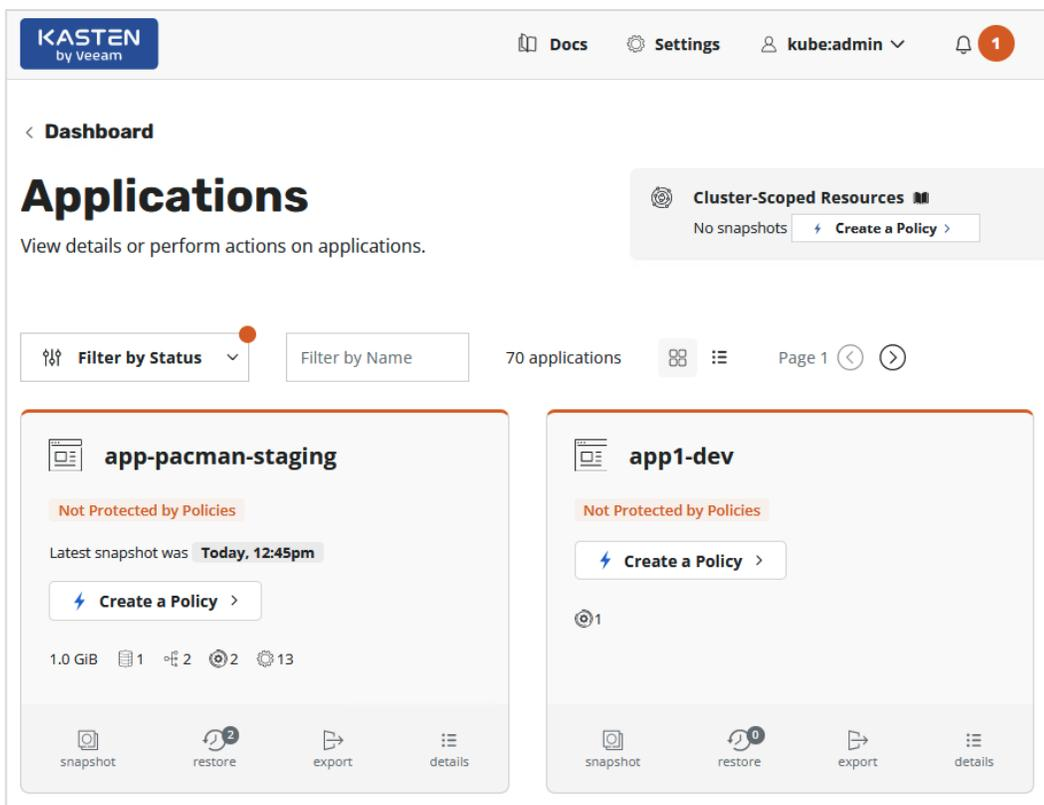 KASTEN
by Veeam
Docs Settings kube:admin 1
Dashboard
Applications
View details or perform actions on applications.
Cluster-Scoped Resources
No snapshots Create a Policy >
Filter by Status Filter by Name 70 applications Page 1
app-pacman-staging
Not Protected by Policies
Latest snapshot was Today, 12:45pm
Create a Policy >
1.0 GiB 1 2 2 13
snapshot 2 restore export details
app1-dev
Not Protected by Policies
Create a Policy >
1
snapshot 0 restore export details